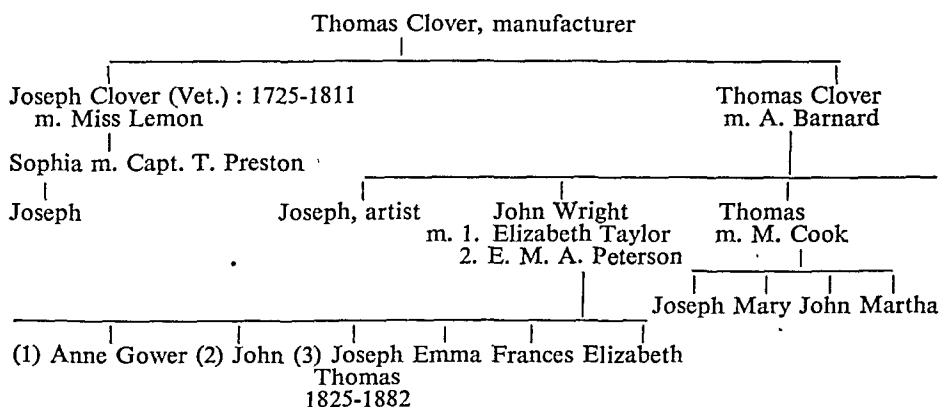 Thomas Clover, manufacturer
Joseph Clover (Vet.) : 1725-1811
m. Miss Lemon
Thomas Clover
m. A. Barnard
Sophia m. Capt. T. Preston
Joseph
Joseph, artist
John Wright
m. 1. Elizabeth Taylor
2. E. M. A. Peterson
Thomas
m. M. Cook
Joseph Mary John Martha
(1) Anne Gower (2) John (3) Joseph Emma Frances Elizabeth
Thomas
1825-1882